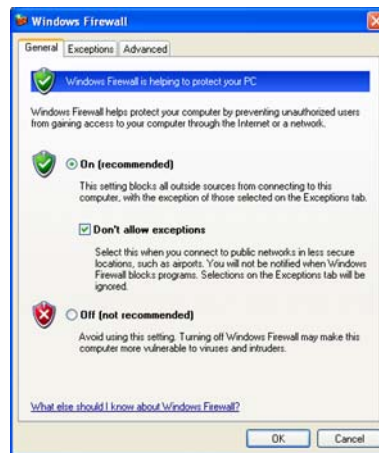 Windows Firewall
General Exceptions Advanced
Windows Firewall is helping to protect your PC
Windows Firewall helps protect your computer by preventing unauthorized users
from gaining access to your computer through the Internet or a network.
On (recommended)
This setting blocks all outside sources from connecting to this
computer, with the exception of those selected on the Exceptions tab.
Don't allow exceptions
Select this when you connect to public networks in less secure
locations, such as airports. You will not be notified when Windows
Firewall blocks programs. Selections on the Exceptions tab will be
ignored.
Off (not recommended)
Avoid using this setting. Turning off Windows Firewall may make this
computer more vulnerable to viruses and intruders.
What else should I know about Windows Firewall?
OK Cancel